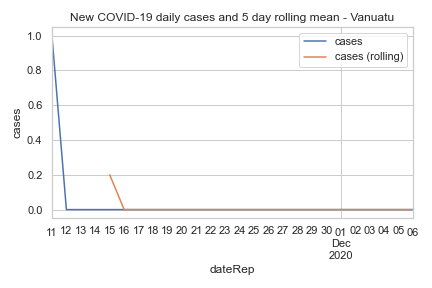 New COVID-19 daily cases and 5 day rolling mean - Vanuatu
cases
cases (rolling)
1.0
0.8
0.6
0.4
0.2
0.0
cases
11 12 13 14 15 16 17 18 19 20 21 22 23 24 25 26 27 28 29 30 01 02 03 04 05 06
Dec
2020
dateRep